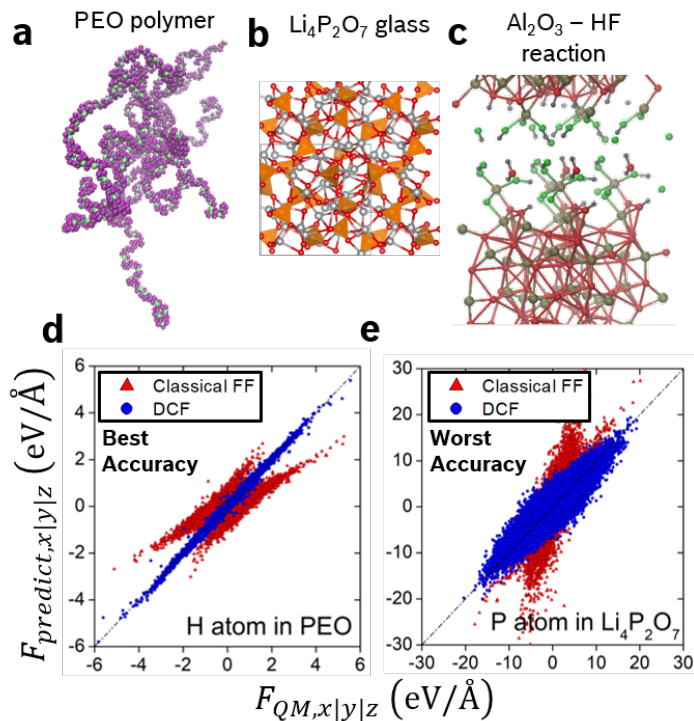 a
PEO polymer
b
Li₄P₂O₇ glass
c
Al₂O₃ – HF
reaction
d
6
4
2
0
-2
-4
-6
Classical FF
DCF
Best
Accuracy
H atom in PEO
-6 -4 -2 0 2 4 6
e
30
20
10
0
-10
-20
-30
Classical FF
DCF
Worst
Accuracy
P atom in Li₄P₂O₇
-30 -20 -10 0 10 20 30
F_predict,x|y|z (eV/Å)
F_QM,x|y|z (eV/Å)